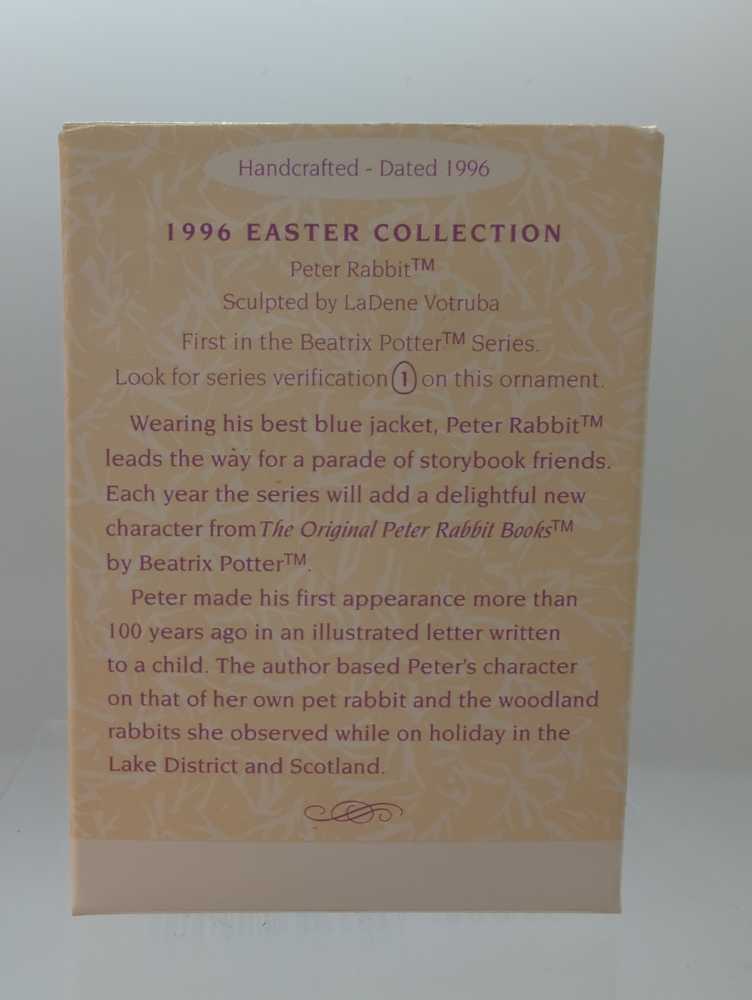 Handcrafted - Dated 1996
1996 EASTER COLLECTION
Peter Rabbit™
Sculpted by LaDene Votruba
First in the Beatrix Potter™ Series.
Look for series verification 1 on this ornament.
Wearing his best blue jacket, Peter Rabbit™
leads the way for a parade of storybook friends.
Each year the series will add a delightful new
character from The Original Peter Rabbit Books™
by Beatrix Potter™.
Peter made his first appearance more than
100 years ago in an illustrated letter written
to a child. The author based Peter's character
on that of her own pet rabbit and the woodland
rabbits she observed while on holiday in the
Lake District and Scotland.